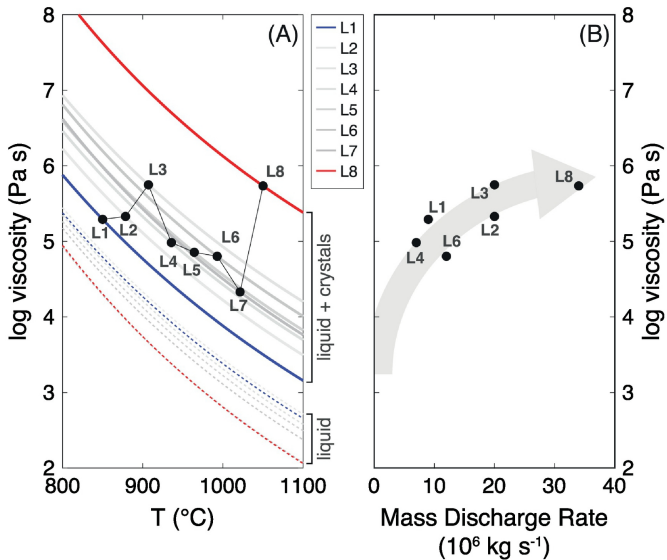 (A)
log viscosity (Pa s)
8
7
6
5
4
3
2
800
900
1000
1100
T (°C)
L1
L2
L3
L4
L5
L6
L7
L8
liquid + crystals
liquid
L1
L2
L3
L4
L5
L6
L7
L8
(B)
L1
L3
L8
L2
L4
L6
0
10
20
30
40
Mass Discharge Rate
(10⁶ kg s⁻¹)
8
7
6
5
4
3
2
log viscosity (Pa s)